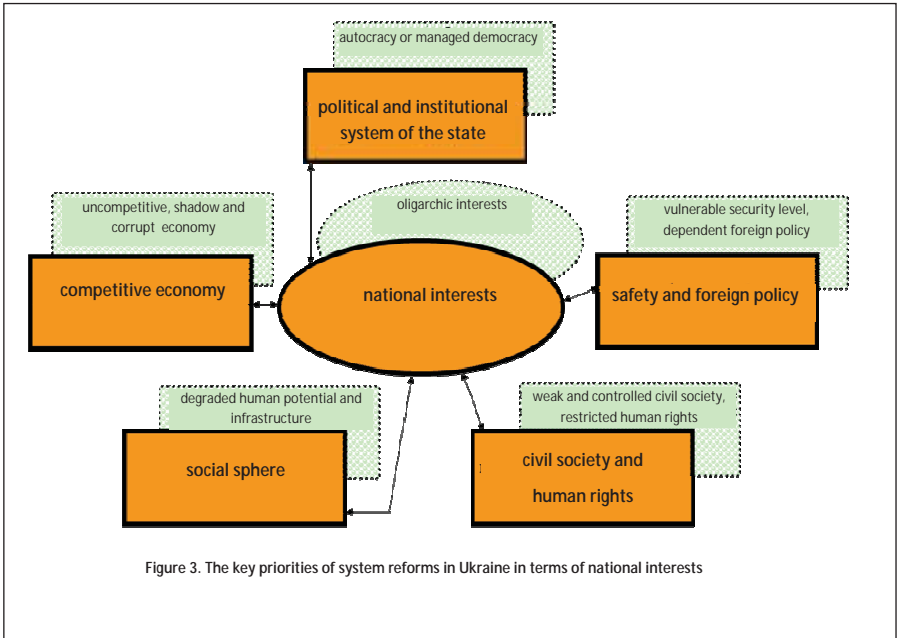 autocracy or managed democracy
political and institutional
system of the state
uncompetitive, shadow and
corrupt economy
oligarchic interests
vulnerable security level,
dependent foreign policy
competitive economy
national interests
safety and foreign policy
degraded human potential and
infrastructure
weak and controlled civil society,
restricted human rights
social sphere
civil society and
human rights
Figure 3. The key priorities of system reforms in Ukraine in terms of national interests